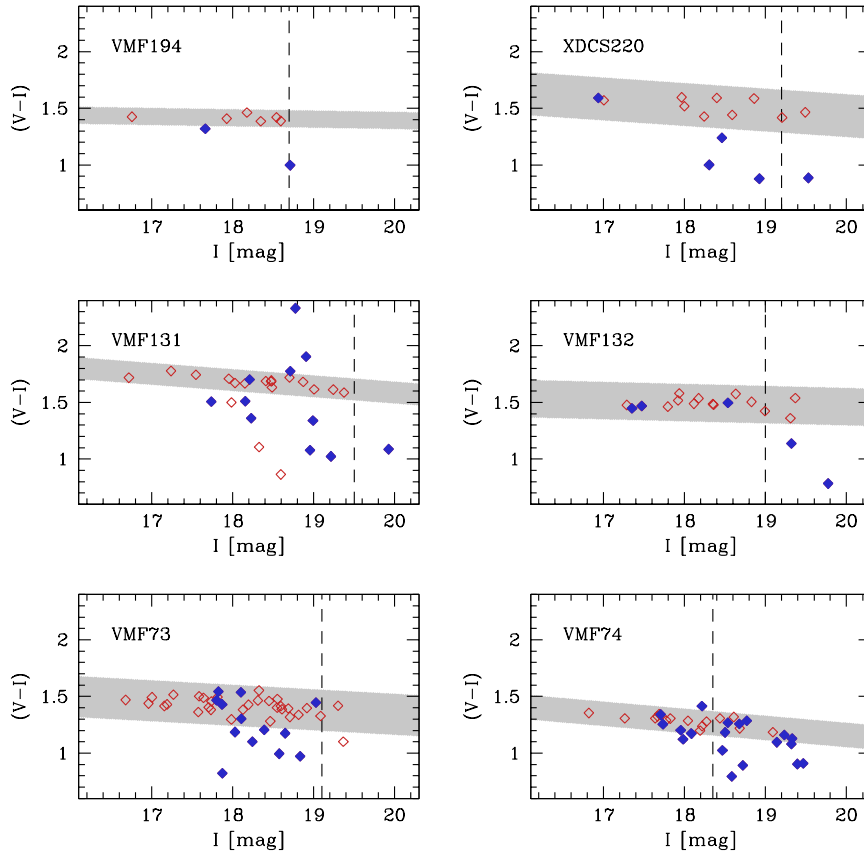 VMF194
(V-I)
2
1.5
1
17 18 19 20
I [mag]
XDCS220
(V-I)
2
1.5
1
17 18 19 20
I [mag]
VMF131
(V-I)
2
1.5
1
17 18 19 20
I [mag]
VMF132
(V-I)
2
1.5
1
17 18 19 20
I [mag]
VMF73
(V-I)
2
1.5
1
17 18 19 20
I [mag]
VMF74
(V-I)
2
1.5
1
17 18 19 20
I [mag]